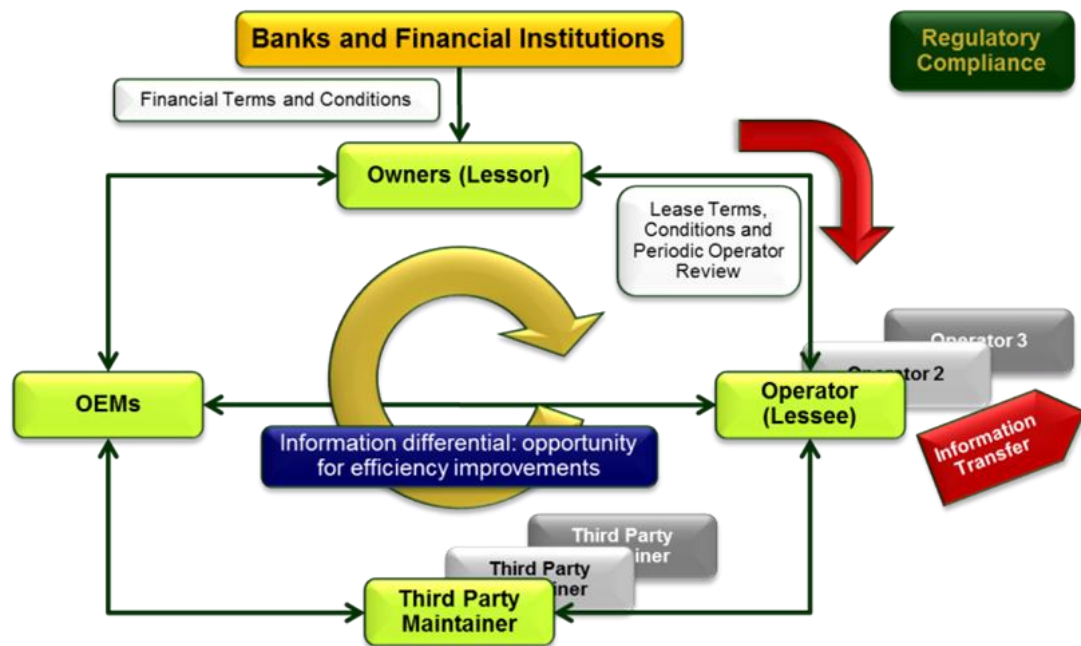 Banks and Financial Institutions
Regulatory
Compliance
Financial Terms and Conditions
Owners (Lessor)
Lease Terms,
Conditions and
Periodic Operator
Review
Operator 3
Operator 2
OEMs
Operator
(Lessee)
Information differential: opportunity
for efficiency improvements
Information
Transfer
Third Party
Third Party
Third Party
Maintainer